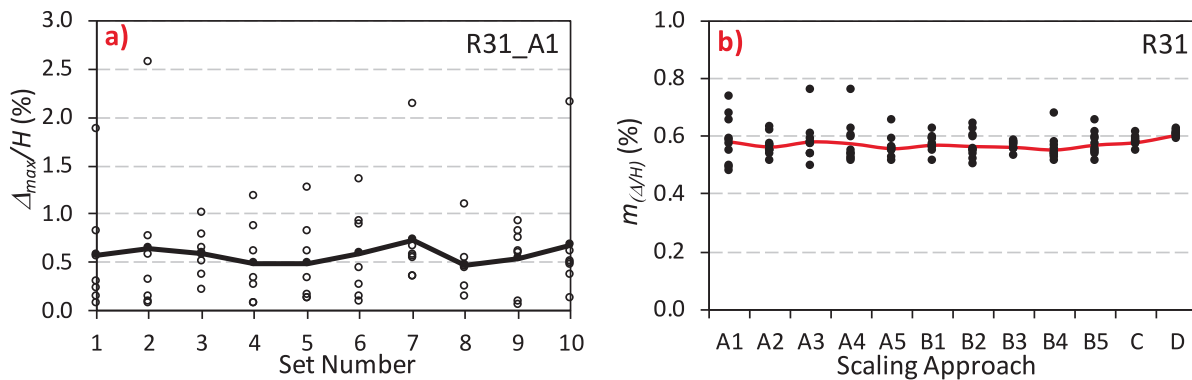 a)
R31_A1
3.0
2.5
2.0
1.5
1.0
0.5
0.0
Δmax/H (%)
1 2 3 4 5 6 7 8 9 10
Set Number
b)
R31
1.0
0.8
0.6
0.4
0.2
0.0
m(Δ/H) (%)
A1 A2 A3 A4 A5 B1 B2 B3 B4 B5 C D
Scaling Approach